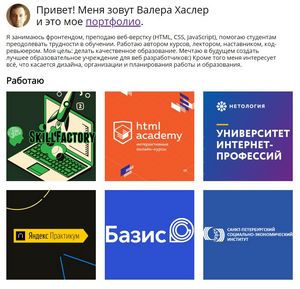 Привет! Меня зовут Валера Хаслер
и это мое портфолио.
Я занимаюсь фронтендом, преподаю веб-верстку (HTML, CSS, JavaScript), помогаю студентам
преодолевать трудности в обучении. Работаю автором курсов, лектором, наставником, код-
ревьюером. Моя цель: делать качественное образование. Мечтаю в будущем создать
лучшее образовательное учреждение для веб разработчиков:) Кроме того меня интересует
всё, что касается дизайна, организации и планирования работы и образования.
Работаю
SKILLFACTORY
html
academy
интерактивные
онлайн-курсы
НЕТОЛОГИЯ
УНИВЕРСИТЕТ
ИНТЕРНЕТ-
ПРОФЕССИЙ
Яндекс Практикум
Базис
САНКТ-ПЕТЕРБУРГСКИЙ
СОЦИАЛЬНО-ЭКОНОМИЧЕСКИЙ
ИНСТИТУТ